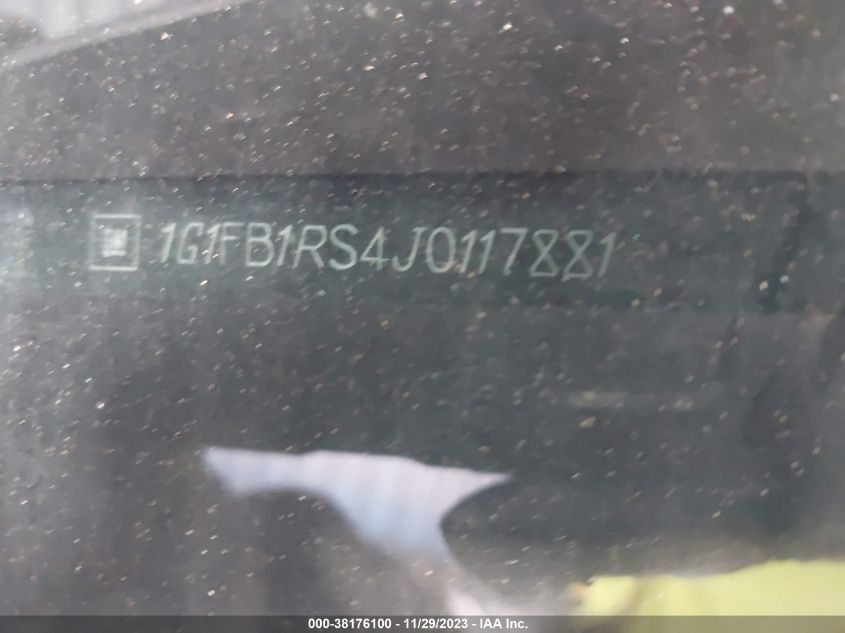 1G1FB1RS4J0117881
000-38176100 - 11/29/2023 - IAA Inc.